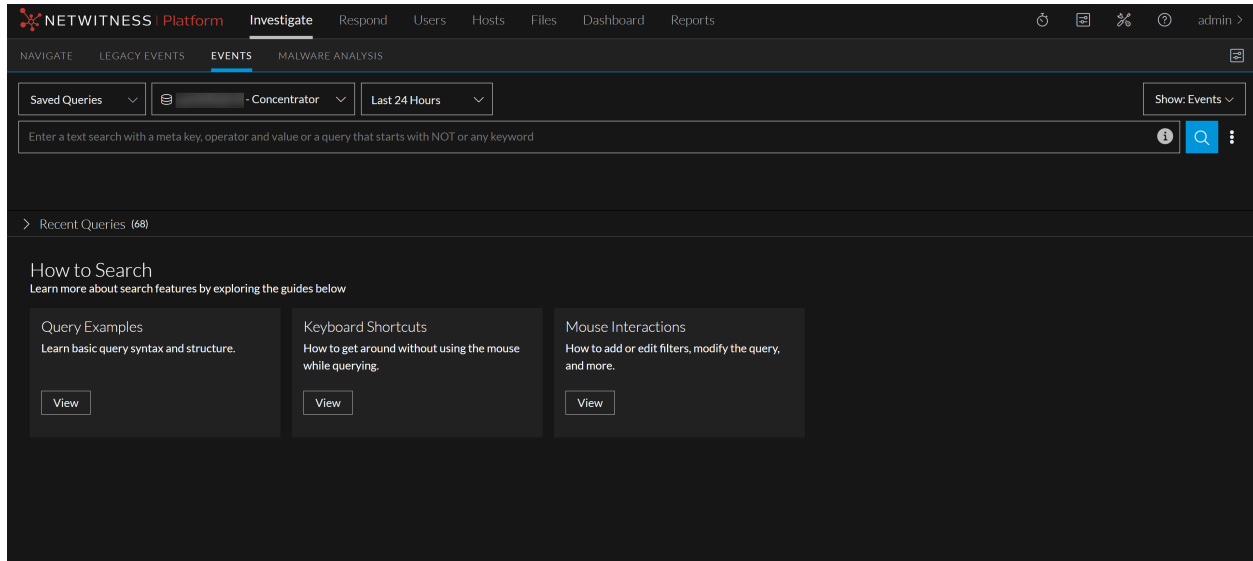 NETWITNESS Platform Investigate Respond Users Hosts Files Dashboard Reports admin >
NAVIGATE LEGACY EVENTS EVENTS MALWARE ANALYSIS
Saved Queries - Concentrator Last 24 Hours Show: Events
Enter a text search with a meta key, operator and value or a query that starts with NOT or any keyword
Recent Queries (68)
How to Search
Learn more about search features by exploring the guides below
Query Examples
Learn basic query syntax and structure.
View
Keyboard Shortcuts
How to get around without using the mouse
while querying.
View
Mouse Interactions
How to add or edit filters, modify the query,
and more.
View